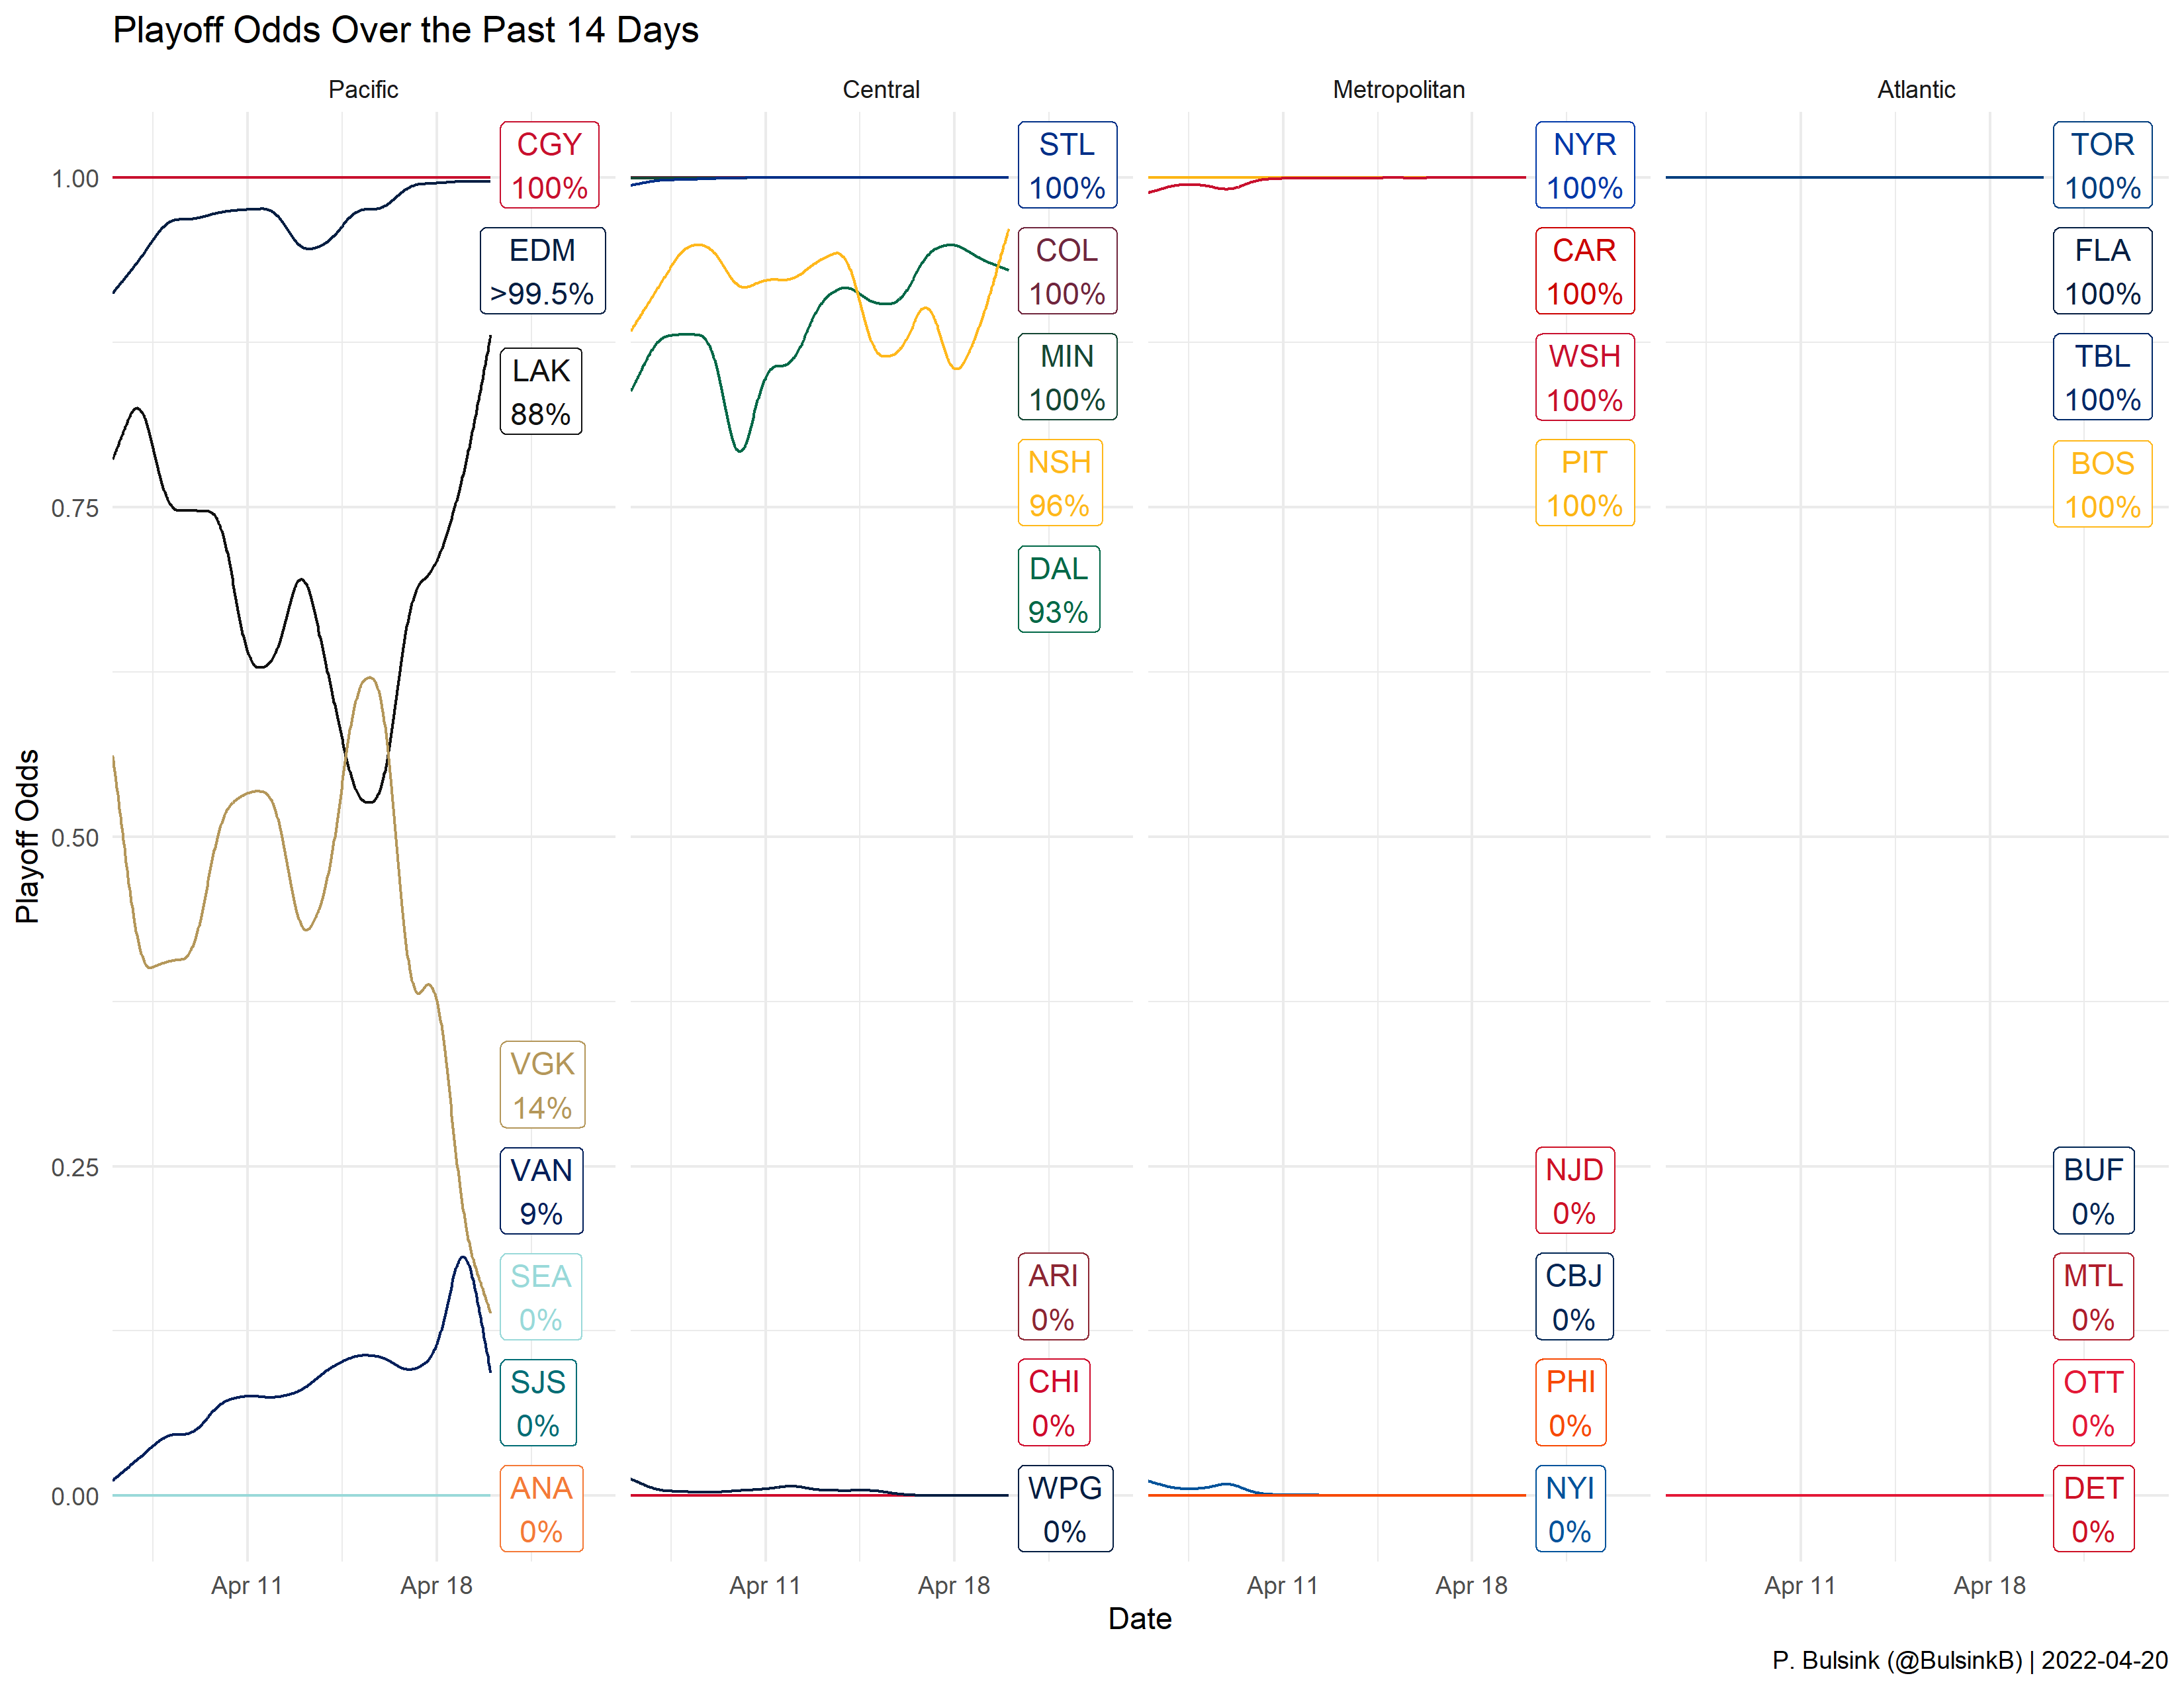 Playoff Odds Over the Past 14 Days
Pacific
Central
Metropolitan
Atlantic
Playoff Odds
1.00
0.75
0.50
0.25
0.00
CGY
100%
EDM
>99.5%
LAK
88%
VGK
14%
VAN
9%
SEA
0%
SJS
0%
ANA
0%
STL
100%
COL
100%
MIN
100%
NSH
96%
DAL
93%
ARI
0%
CHI
0%
WPG
0%
NYR
100%
CAR
100%
WSH
100%
PIT
100%
NJD
0%
CBJ
0%
PHI
0%
NYI
0%
TOR
100%
FLA
100%
TBL
100%
BOS
100%
BUF
0%
MTL
0%
OTT
0%
DET
0%
Apr 11
Apr 18
Apr 11
Apr 18
Apr 11
Apr 18
Apr 11
Apr 18
Date
P. Bulsink (@BulsinkB) | 2022-04-20